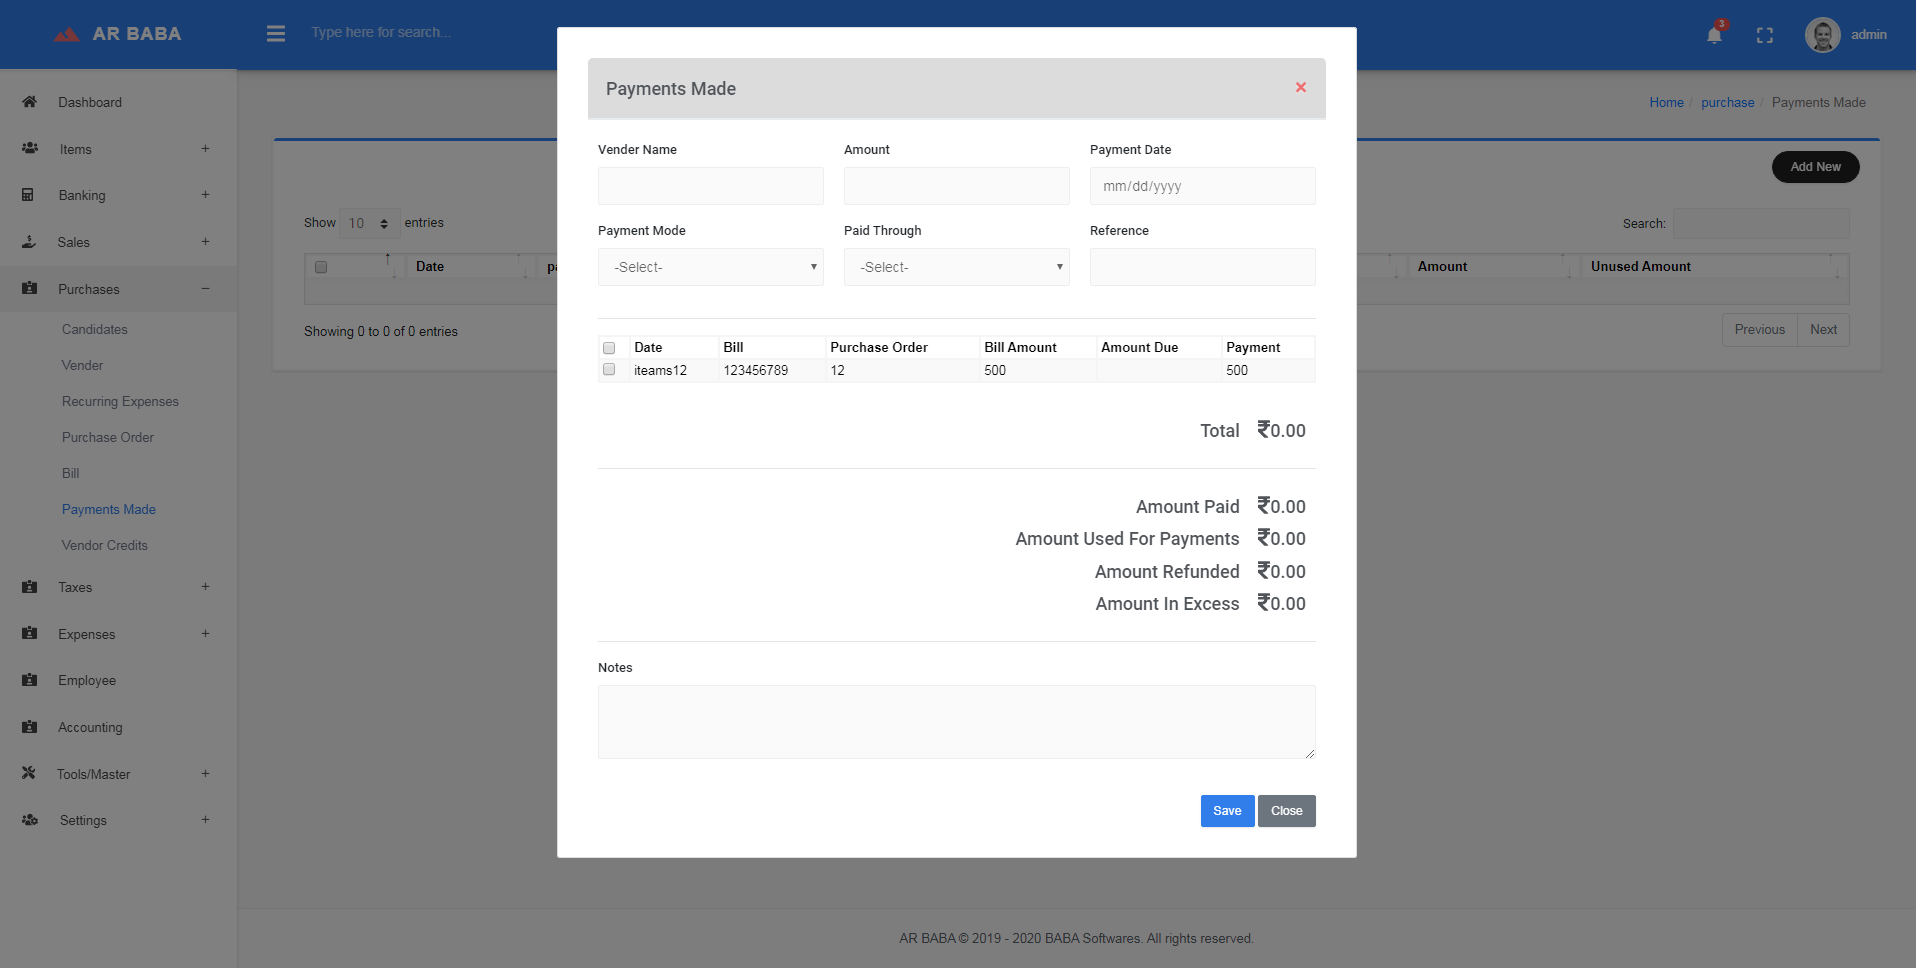 AR BABA
Type here for search...
3
admin
Dashboard
Items +
Banking +
Sales +
Purchases −
Candidates
Vender
Recurring Expenses
Purchase Order
Bill
Payments Made
Vendor Credits
Taxes +
Expenses +
Employee
Accounting
Tools/Master +
Settings +
Home / purchase / Payments Made
Add New
Show 10 entries
Search:
Date pa Amount Unused Amount
Showing 0 to 0 of 0 entries
Previous Next
Payments Made ×
Vender Name Amount Payment Date
mm/dd/yyyy
Payment Mode Paid Through Reference
-Select- -Select-
Date Bill Purchase Order Bill Amount Amount Due Payment
iteams12 123456789 12 500 500
Total ₹0.00
Amount Paid ₹0.00
Amount Used For Payments ₹0.00
Amount Refunded ₹0.00
Amount In Excess ₹0.00
Notes
Save Close
AR BABA © 2019 - 2020 BABA Softwares. All rights reserved.